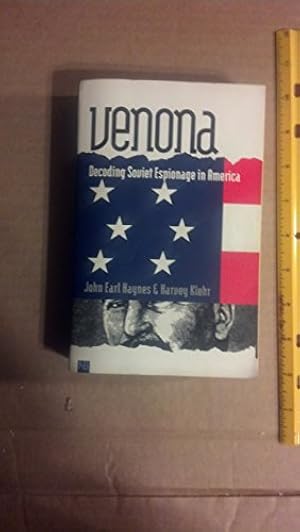 venona
Decoding Soviet Espionage in America
John Earl Haynes & Harvey Klehr